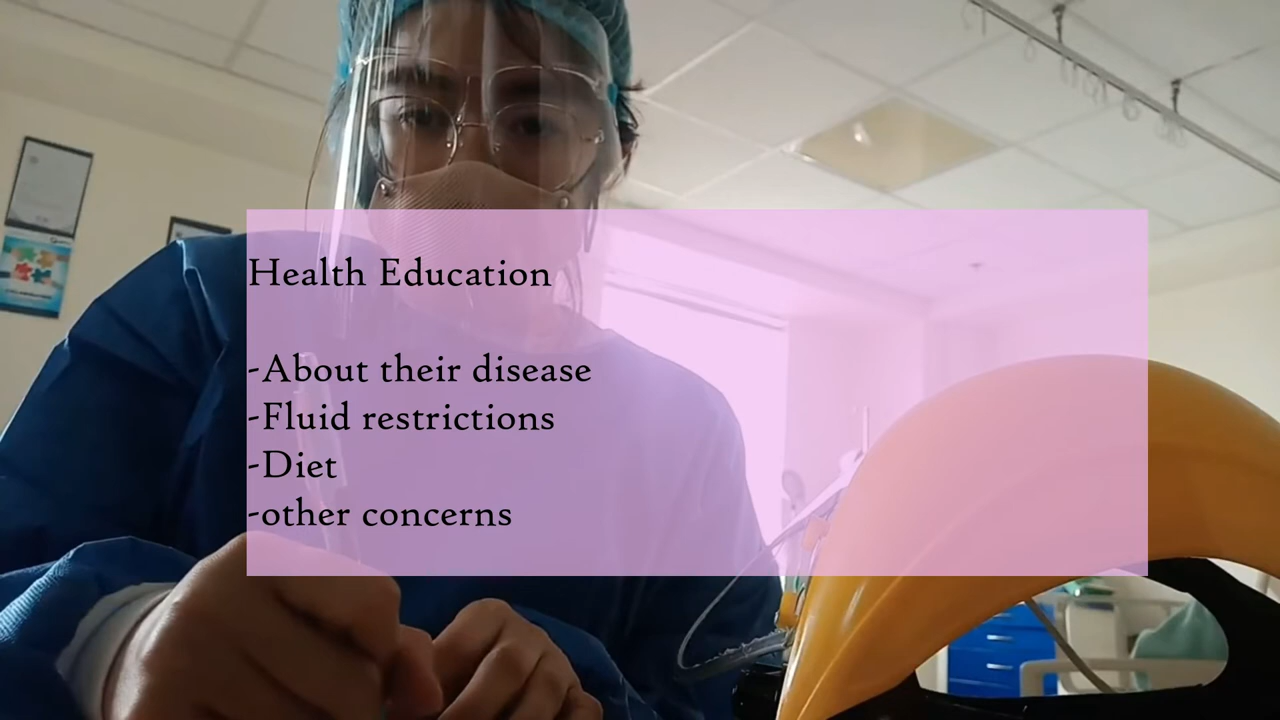 Health Education
-About their disease
-Fluid restrictions
-Diet
-other concerns